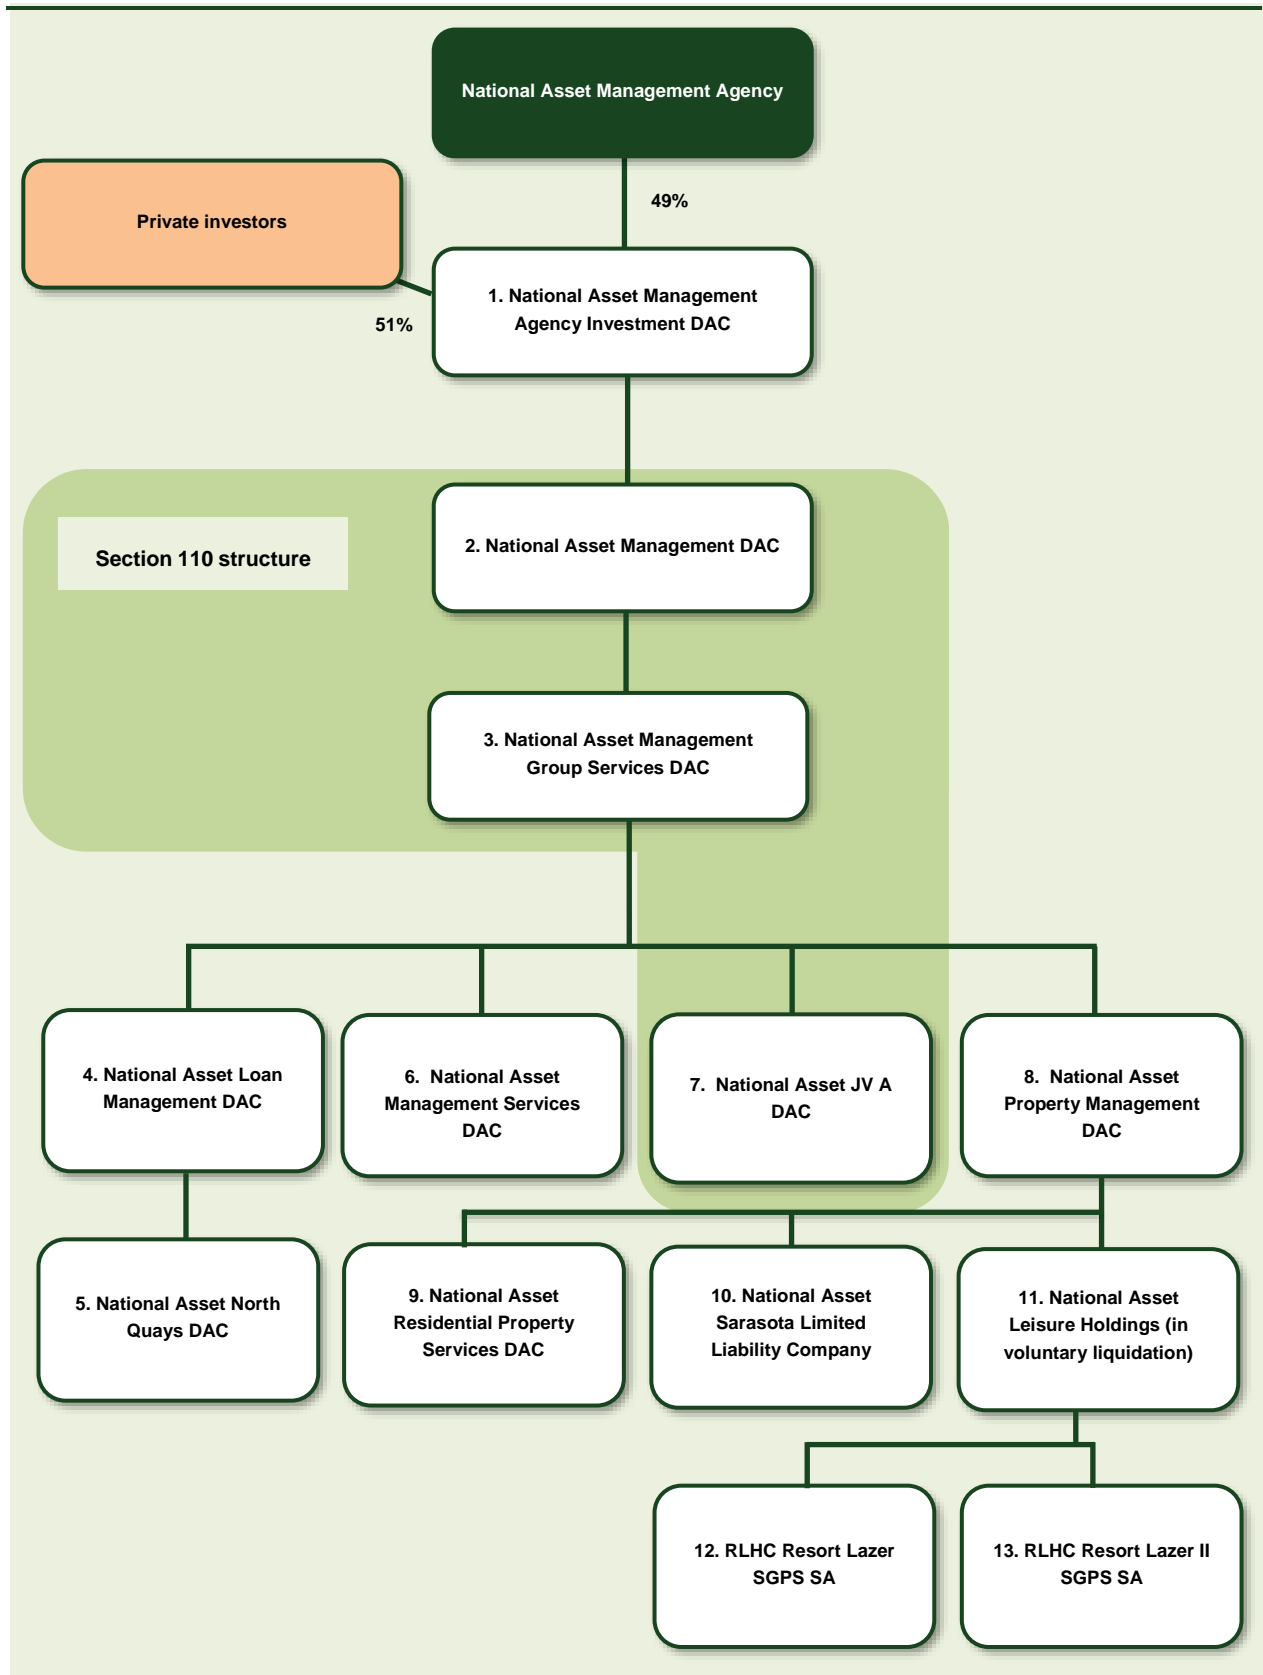 National Asset Management Agency
49%
Private investors
51%
1. National Asset Management
Agency Investment DAC
Section 110 structure
2. National Asset Management DAC
3. National Asset Management
Group Services DAC
4. National Asset Loan
Management DAC
6. National Asset
Management Services
DAC
7. National Asset JV A
DAC
8. National Asset
Property Management
DAC
5. National Asset North
Quays DAC
9. National Asset
Residential Property
Services DAC
10. National Asset
Sarasota Limited
Liability Company
11. National Asset
Leisure Holdings (in
voluntary liquidation)
12. RLHC Resort Lazer
SGPS SA
13. RLHC Resort Lazer II
SGPS SA